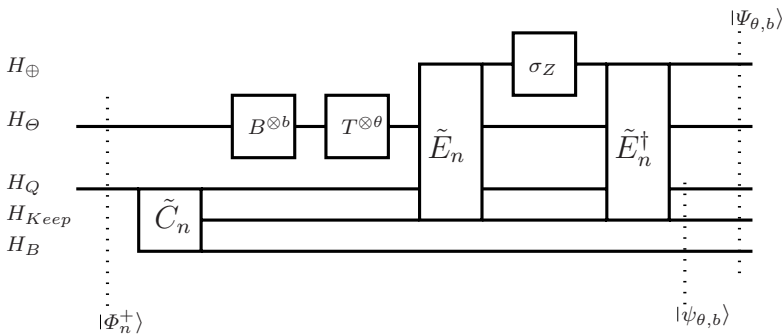 |Ψ_{θ,b}⟩
H_⊕
σ_Z
H_Θ
B^{⊗b}
T^{⊗θ}
Ẽ_n
Ẽ_n^†
H_Q
H_{Keep}
C̃_n
H_B
|Φ_n^+⟩
|ψ_{θ,b}⟩